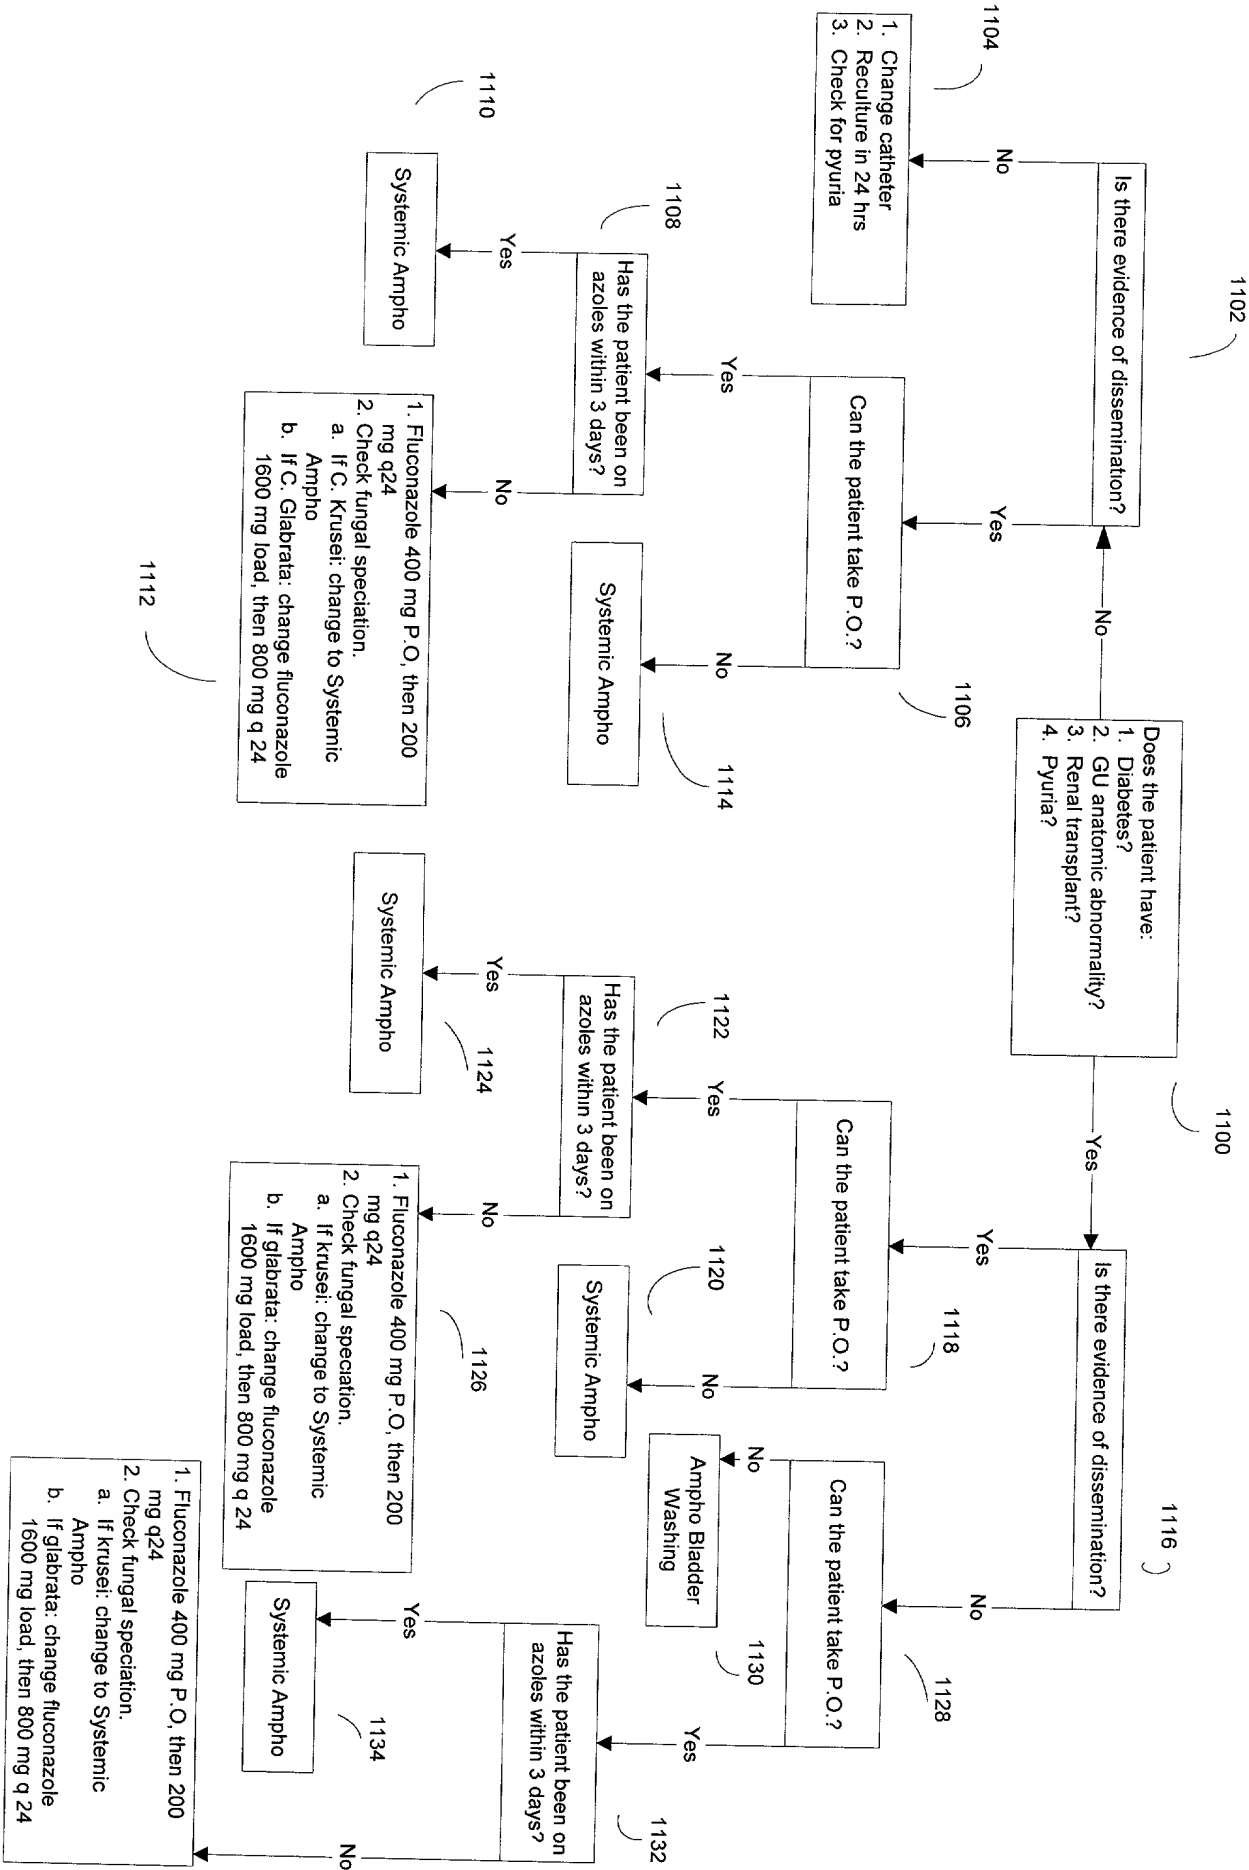 1100
Does the patient have:
1. Diabetes?
2. GU anatomic abnormality?
3. Renal transplant?
4. Pyuria?
No
Yes
1102
Is there evidence of dissemination?
No
Yes
1104
1. Change catheter
2. Reculture in 24 hrs
3. Check for pyuria
1106
Can the patient take P.O.?
Yes
No
1108
Has the patient been on
azoles within 3 days?
Yes
No
1110
Systemic Ampho
1112
1. Fluconazole 400 mg P.O, then 200
mg q24
2. Check fungal speciation.
a. If C. Krusei: change to Systemic
Ampho
b. If C. Glabrata: change fluconazole
1600 mg load, then 800 mg q 24
1114
Systemic Ampho
1116
Is there evidence of dissemination?
Yes
No
1118
Can the patient take P.O.?
Yes
No
1120
Systemic Ampho
1122
Has the patient been on
azoles within 3 days?
Yes
No
1124
Systemic Ampho
1126
1. Fluconazole 400 mg P.O, then 200
mg q24
2. Check fungal speciation.
a. If krusei: change to Systemic
Ampho
b. If glabrata: change fluconazole
1600 mg load, then 800 mg q 24
1128
Can the patient take P.O.?
No
Yes
1130
Ampho Bladder
Washing
1132
Has the patient been on
azoles within 3 days?
Yes
No
1134
Systemic Ampho
1. Fluconazole 400 mg P.O, then 200
mg q24
2. Check fungal speciation.
a. If krusei: change to Systemic
Ampho
b. If glabrata: change fluconazole
1600 mg load, then 800 mg q 24